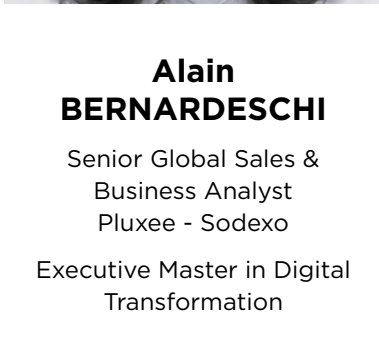 Alain
BERNARDESCHI
Senior Global Sales &
Business Analyst
Pluxee - Sodexo
Executive Master in Digital
Transformation